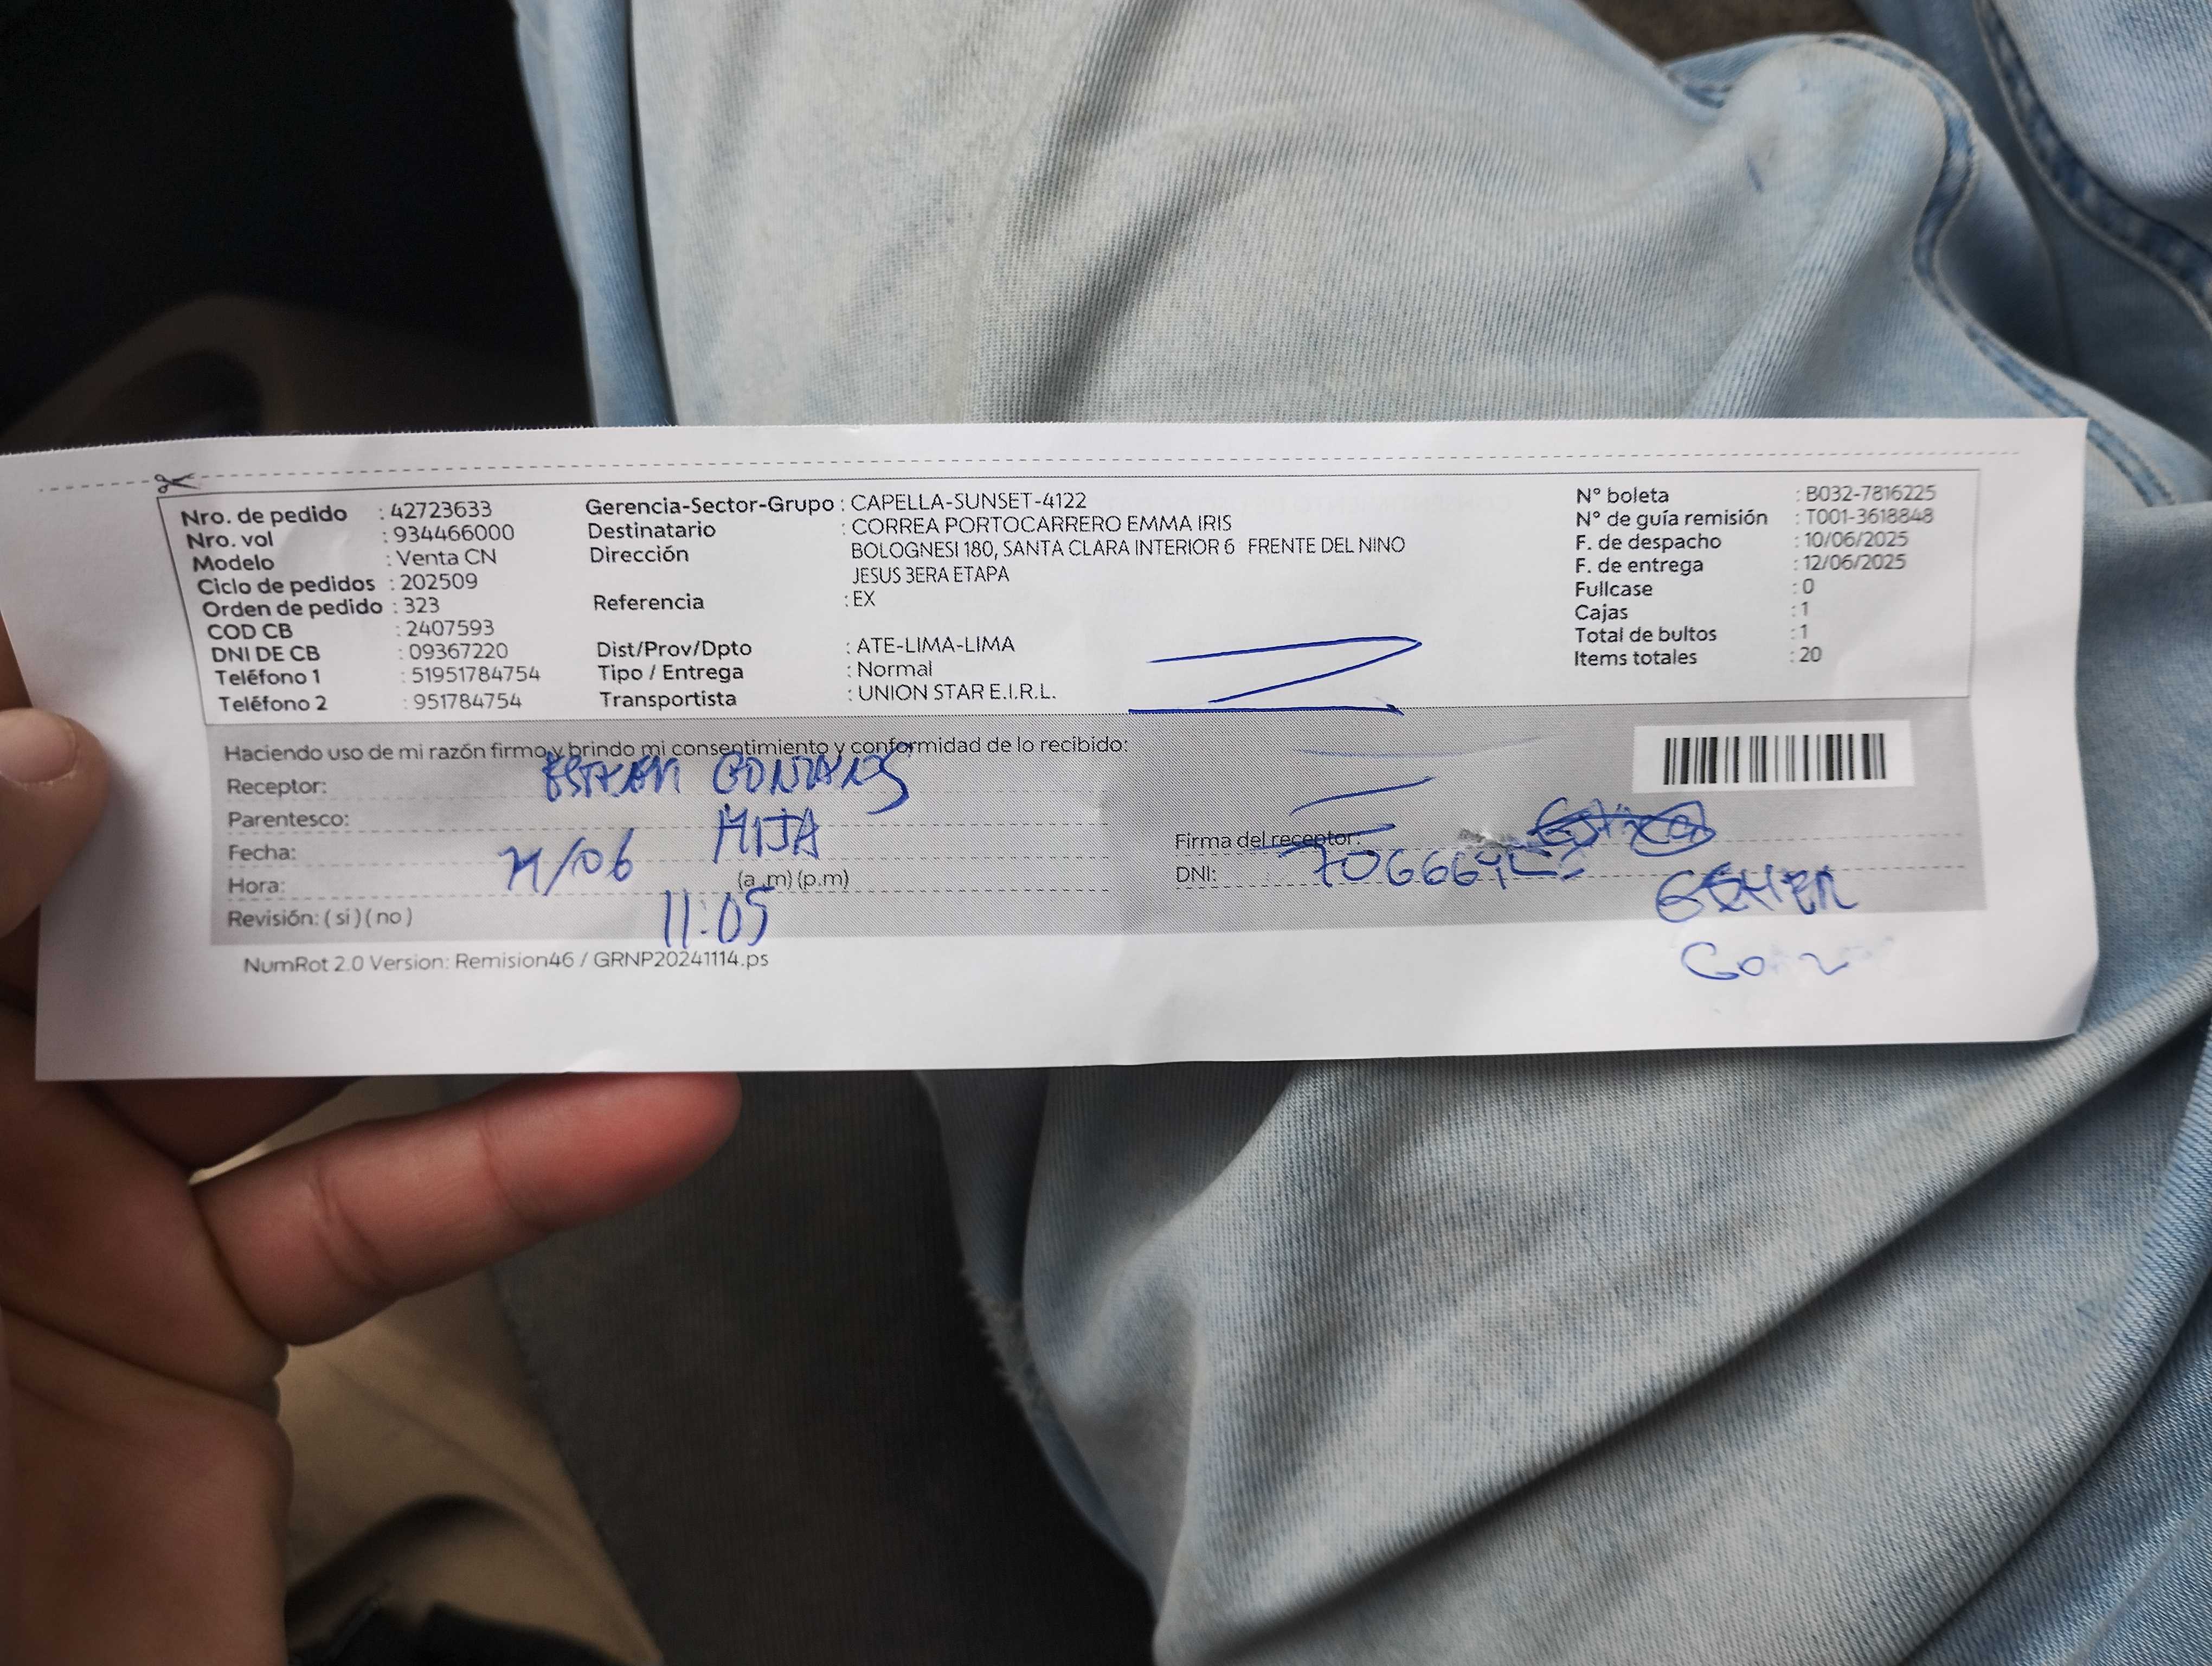 Nro. de pedido : 42723633
Nro. vol : 934466000
Modelo : Venta CN
Ciclo de pedidos : 202509
Orden de pedido : 323
COD CB : 2407593
DNI DE CB : 09367220
Teléfono 1 : 51951784754
Teléfono 2 : 951784754
Gerencia-Sector-Grupo : CAPELLA-SUNSET-4122
Destinatario : CORREA PORTOCARRERO EMMA IRIS
Dirección BOLOGNESI 180, SANTA CLARA INTERIOR 6 FRENTE DEL NINO
JESUS 3ERA ETAPA
Referencia : EX
Dist/Prov/Dpto : ATE-LIMA-LIMA
Tipo / Entrega : Normal
Transportista : UNION STAR E.I.R.L.
N° boleta : B032-7816225
N° de guía remisión : T001-3618848
F. de despacho : 10/06/2025
F. de entrega : 12/06/2025
Fullcase : 0
Cajas : 1
Total de bultos : 1
Items totales : 20
Haciendo uso de mi razón firmo y brindo mi consentimiento y conformidad de lo recibido:
Receptor:
Parentesco: HIJA
Fecha:
Hora: (a.m) (p.m) 11:05
Revisión: ( si ) ( no )
Firma del receptor:
DNI:
NumRot 2.0 Version: Remision46 / GRNP20241114.ps